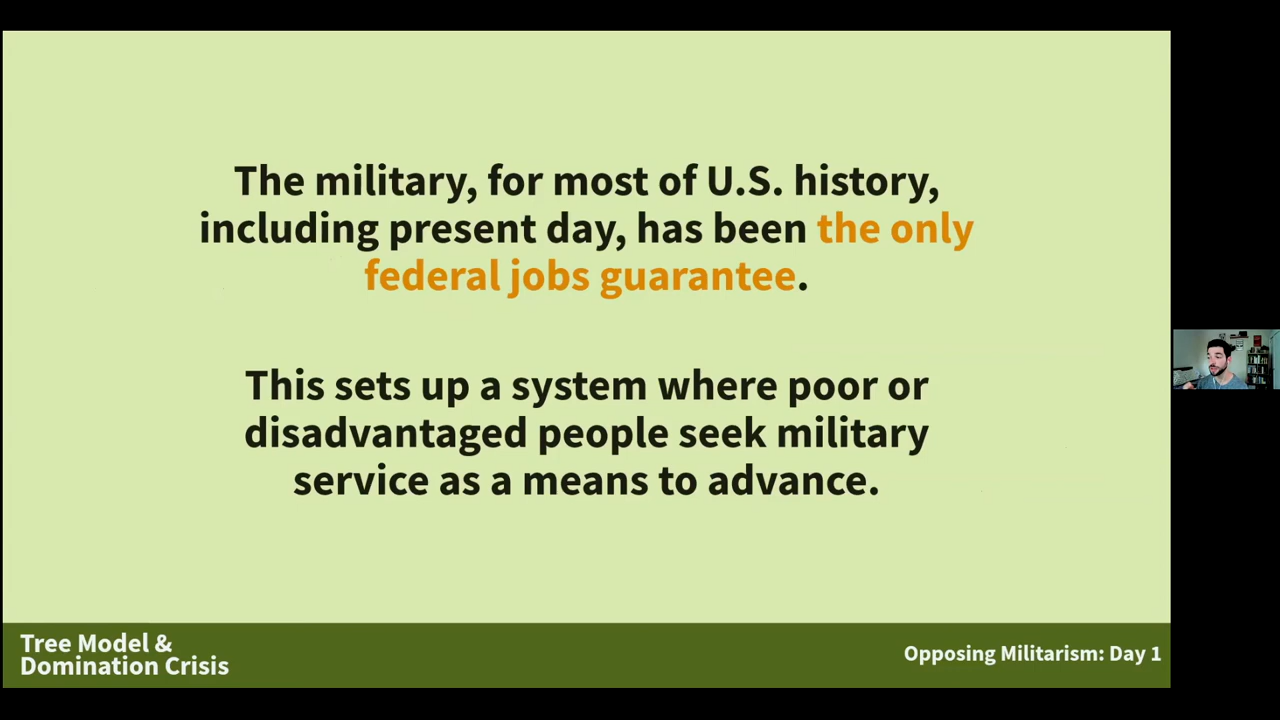 The military, for most of U.S. history,
including present day, has been the only
federal jobs guarantee.
This sets up a system where poor or
disadvantaged people seek military
service as a means to advance.
Tree Model &
Domination Crisis
Opposing Militarism: Day 1